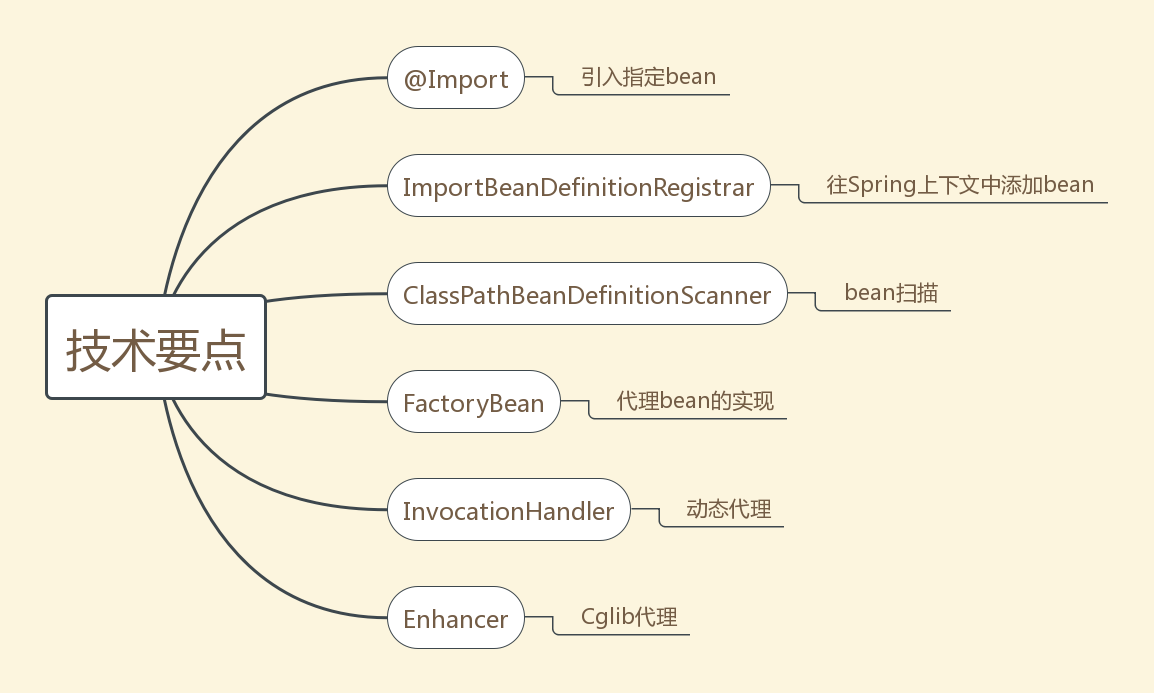 @Import
引入指定bean
ImportBeanDefinitionRegistrar
往Spring上下文中添加bean
ClassPathBeanDefinitionScanner
bean扫描
技术要点
FactoryBean
代理bean的实现
InvocationHandler
动态代理
Enhancer
Cglib代理